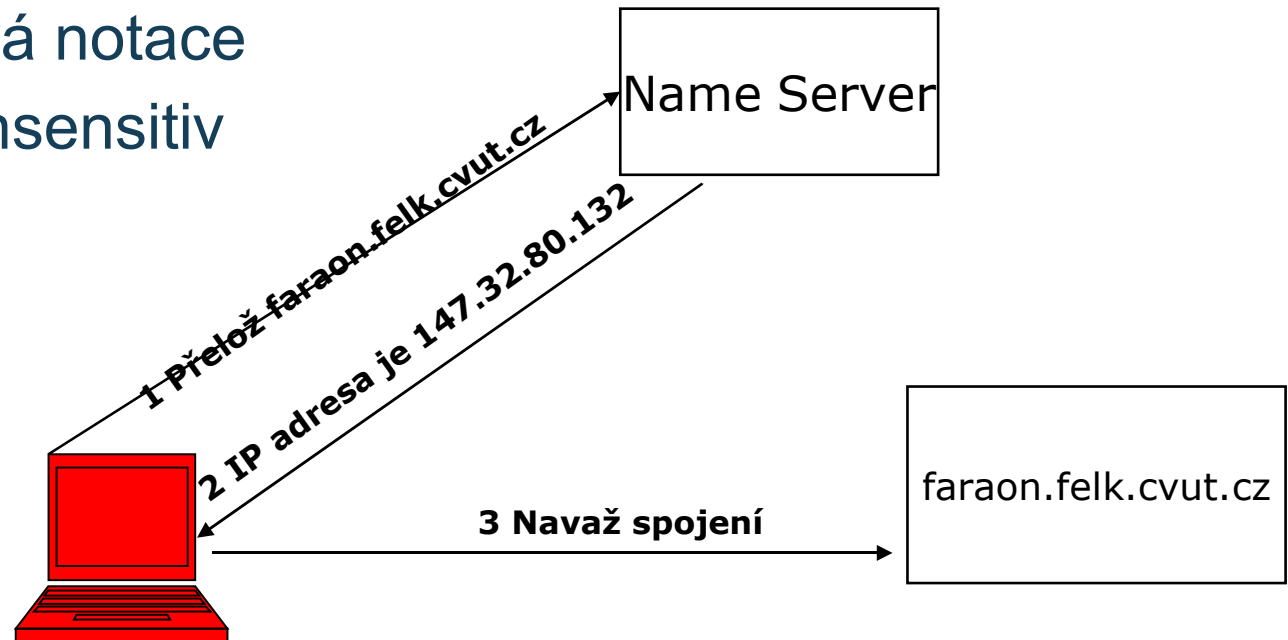 á notace
nsensitiv
Name Server
1 Přelož faraon.felk.cvut.cz
2 IP adresa je 147.32.80.132
3 Navaž spojení
faraon.felk.cvut.cz